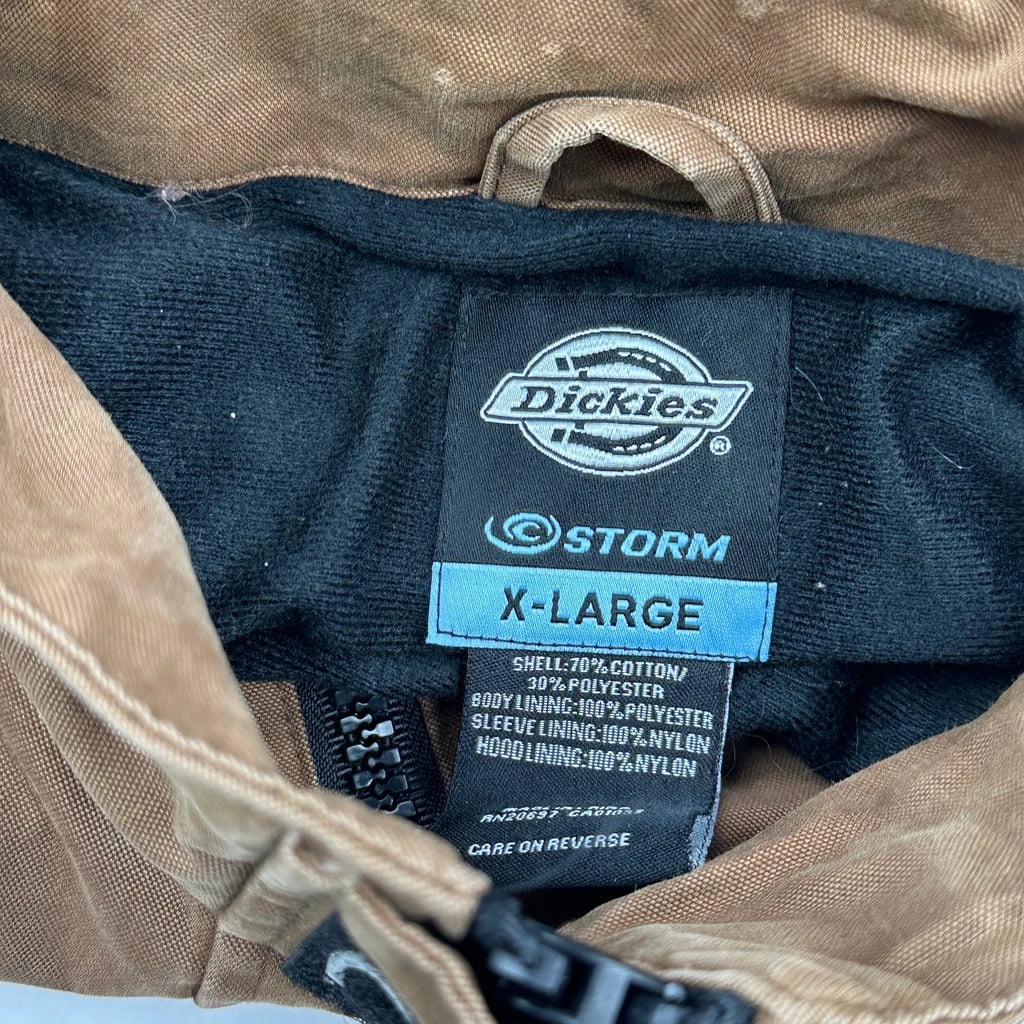 Dickies ®
STORM
X-LARGE
SHELL:70% COTTON/
30% POLYESTER
BODY LINING:100% POLYESTER
SLEEVE LINING:100% NYLON
HOOD LINING:100% NYLON
RN20697
CARE ON REVERSE